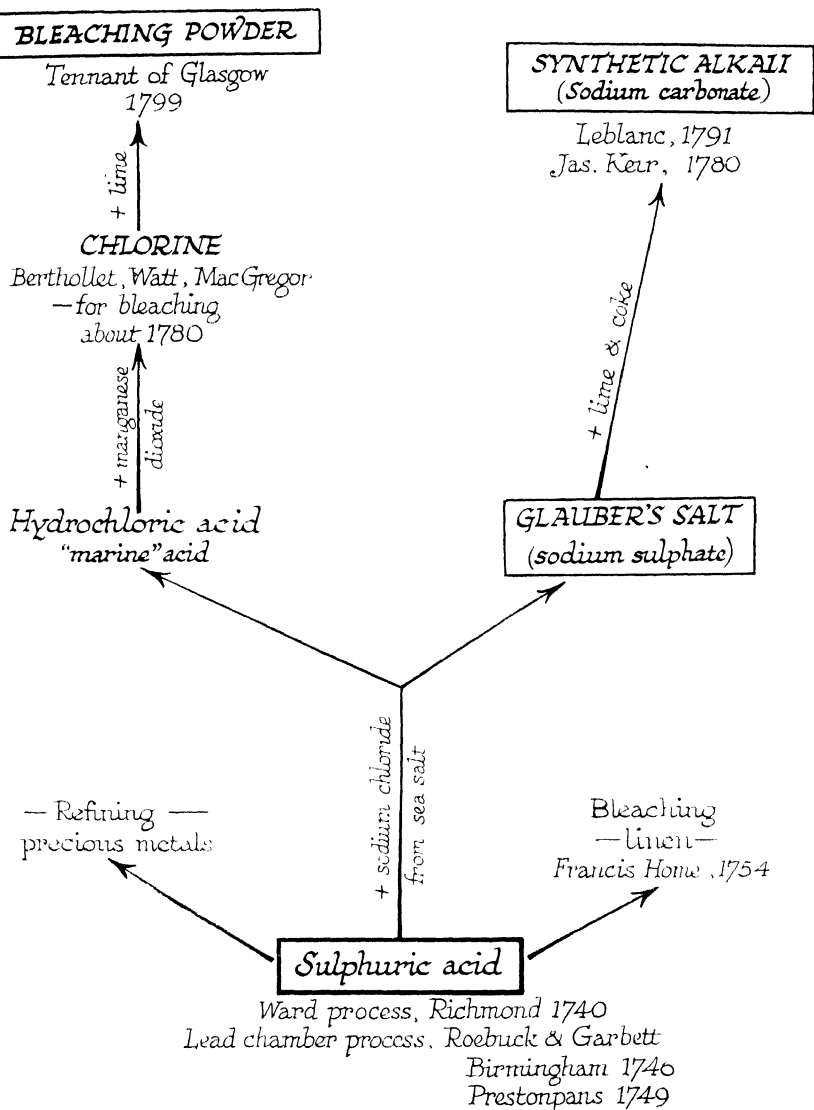 BLEACHING POWDER
Tennant of Glasgow
1799
+ lime
CHLORINE
Berthollet, Watt, MacGregor
—for bleaching
about 1780
+ manganese
dioxide
Hydrochloric acid
"marine" acid
SYNTHETIC ALKALI
(Sodium carbonate)
Leblanc, 1791
Jas. Keir, 1780
+ lime & coke
GLAUBER'S SALT
(sodium sulphate)
+ sodium chloride
from sea salt
— Refining —
precious metals
Bleaching
—linen—
Francis Home, 1754
Sulphuric acid
Ward process, Richmond 1740
Lead chamber process, Roebuck & Garbett
Birmingham 1746
Prestonpans 1749